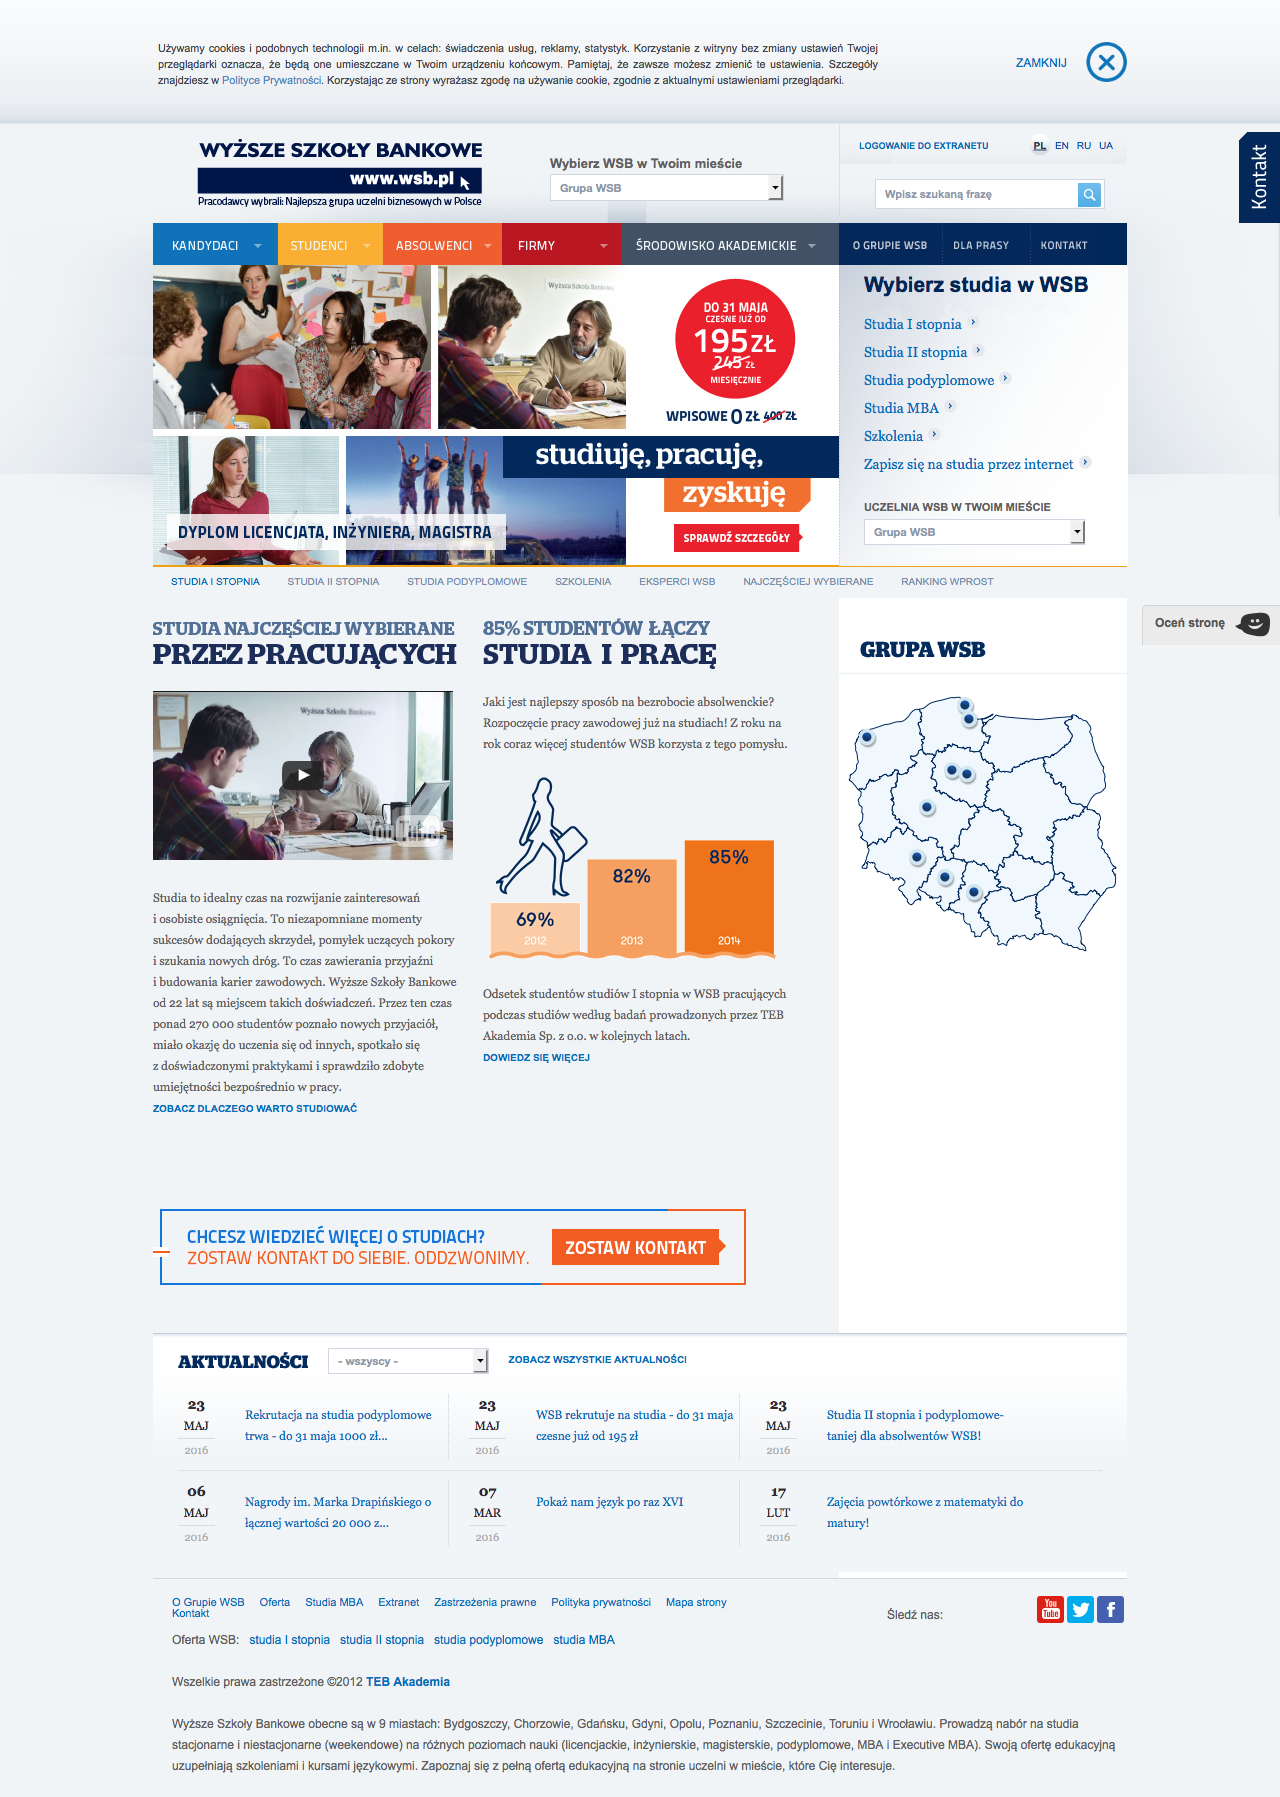 Używamy cookies i podobnych technologii m.in. w celach: świadczenia usług, reklamy, statystyk. Korzystanie z witryny bez zmiany ustawień Twojej
przeglądarki oznacza, że będą one umieszczane w Twoim urządzeniu końcowym. Pamiętaj, że zawsze możesz zmienić te ustawienia. Szczegóły
znajdziesz w Polityce Prywatności. Korzystając ze strony wyrażasz zgodę na używanie cookie, zgodnie z aktualnymi ustawieniami przeglądarki.
ZAMKNIJ
WYŻSZE SZKOŁY BANKOWE
www.wsb.pl
Pracodawcy wybrali: Najlepsza grupa uczelni biznesowych w Polsce
Wybierz WSB w Twoim mieście
Grupa WSB
LOGOWANIE DO EXTRANETU
PL EN RU UA
Wpisz szukaną frazę
Kontakt
KANDYDACI STUDENCI ABSOLWENCI FIRMY ŚRODOWISKO AKADEMICKIE O GRUPIE WSB DLA PRASY KONTAKT
Wyższa Szkoła Bankowa
DO 31 MAJA
CZESNE JUŻ OD
195 ZŁ
245 ZŁ
MIESIĘCZNIE
WPISOWE 0 ZŁ 400 ZŁ
studiuję, pracuję,
zyskuję
DYPLOM LICENCJATA, INŻYNIERA, MAGISTRA
SPRAWDŹ SZCZEGÓŁY
Wybierz studia w WSB
Studia I stopnia
Studia II stopnia
Studia podyplomowe
Studia MBA
Szkolenia
Zapisz się na studia przez internet
UCZELNIA WSB W TWOIM MIEŚCIE
Grupa WSB
STUDIA I STOPNIA STUDIA II STOPNIA STUDIA PODYPLOMOWE SZKOLENIA EKSPERCI WSB NAJCZĘŚCIEJ WYBIERANE RANKING WPROST
Oceń stronę
STUDIA NAJCZĘŚCIEJ WYBIERANE
PRZEZ PRACUJĄCYCH
Wyższa Szkoła Bankowa
YouTube
Studia to idealny czas na rozwijanie zainteresowań
i osobiste osiągnięcia. To niezapomniane momenty
sukcesów dodających skrzydeł, pomyłek uczących pokory
i szukania nowych dróg. To czas zawierania przyjaźni
i budowania karier zawodowych. Wyższe Szkoły Bankowe
od 22 lat są miejscem takich doświadczeń. Przez ten czas
ponad 270 000 studentów poznało nowych przyjaciół,
miało okazję do uczenia się od innych, spotkało się
z doświadczonymi praktykami i sprawdziło zdobyte
umiejętności bezpośrednio w pracy.
ZOBACZ DLACZEGO WARTO STUDIOWAĆ
85% STUDENTÓW ŁĄCZY
STUDIA I PRACĘ
Jaki jest najlepszy sposób na bezrobocie absolwenckie?
Rozpoczęcie pracy zawodowej już na studiach! Z roku na
rok coraz więcej studentów WSB korzysta z tego pomysłu.
69% 82% 85%
2012 2013 2014
Odsetek studentów studiów I stopnia w WSB pracujących
podczas studiów według badań prowadzonych przez TEB
Akademia Sp. z o.o. w kolejnych latach.
DOWIEDZ SIĘ WIĘCEJ
GRUPA WSB
CHCESZ WIEDZIEĆ WIĘCEJ O STUDIACH?
ZOSTAW KONTAKT DO SIEBIE. ODDZWONIMY.
ZOSTAW KONTAKT
AKTUALNOŚCI
- wszyscy -
ZOBACZ WSZYSTKIE AKTUALNOŚCI
23
MAJ
2016
Rekrutacja na studia podyplomowe
trwa - do 31 maja 1000 zł...
23
MAJ
2016
WSB rekrutuje na studia - do 31 maja
czesne już od 195 zł
23
MAJ
2016
Studia II stopnia i podyplomowe-
taniej dla absolwentów WSB!
06
MAJ
2016
Nagrody im. Marka Drapińskiego o
łącznej wartości 20 000 z...
07
MAR
2016
Pokaż nam język po raz XVI
17
LUT
2016
Zajęcia powtórkowe z matematyki do
matury!
O Grupie WSB Oferta Studia MBA Extranet Zastrzeżenia prawne Polityka prywatności Mapa strony
Kontakt
Śledź nas:
You Tube
f
Oferta WSB: studia I stopnia studia II stopnia studia podyplomowe studia MBA
Wszelkie prawa zastrzeżone ©2012 TEB Akademia
Wyższe Szkoły Bankowe obecne są w 9 miastach: Bydgoszczy, Chorzowie, Gdańsku, Gdyni, Opolu, Poznaniu, Szczecinie, Toruniu i Wrocławiu. Prowadzą nabór na studia
stacjonarne i niestacjonarne (weekendowe) na różnych poziomach nauki (licencjackie, inżynierskie, magisterskie, podyplomowe, MBA i Executive MBA). Swoją ofertę edukacyjną
uzupełniają szkoleniami i kursami językowymi. Zapoznaj się z pełną ofertą edukacyjną na stronie uczelni w mieście, które Cię interesuje.